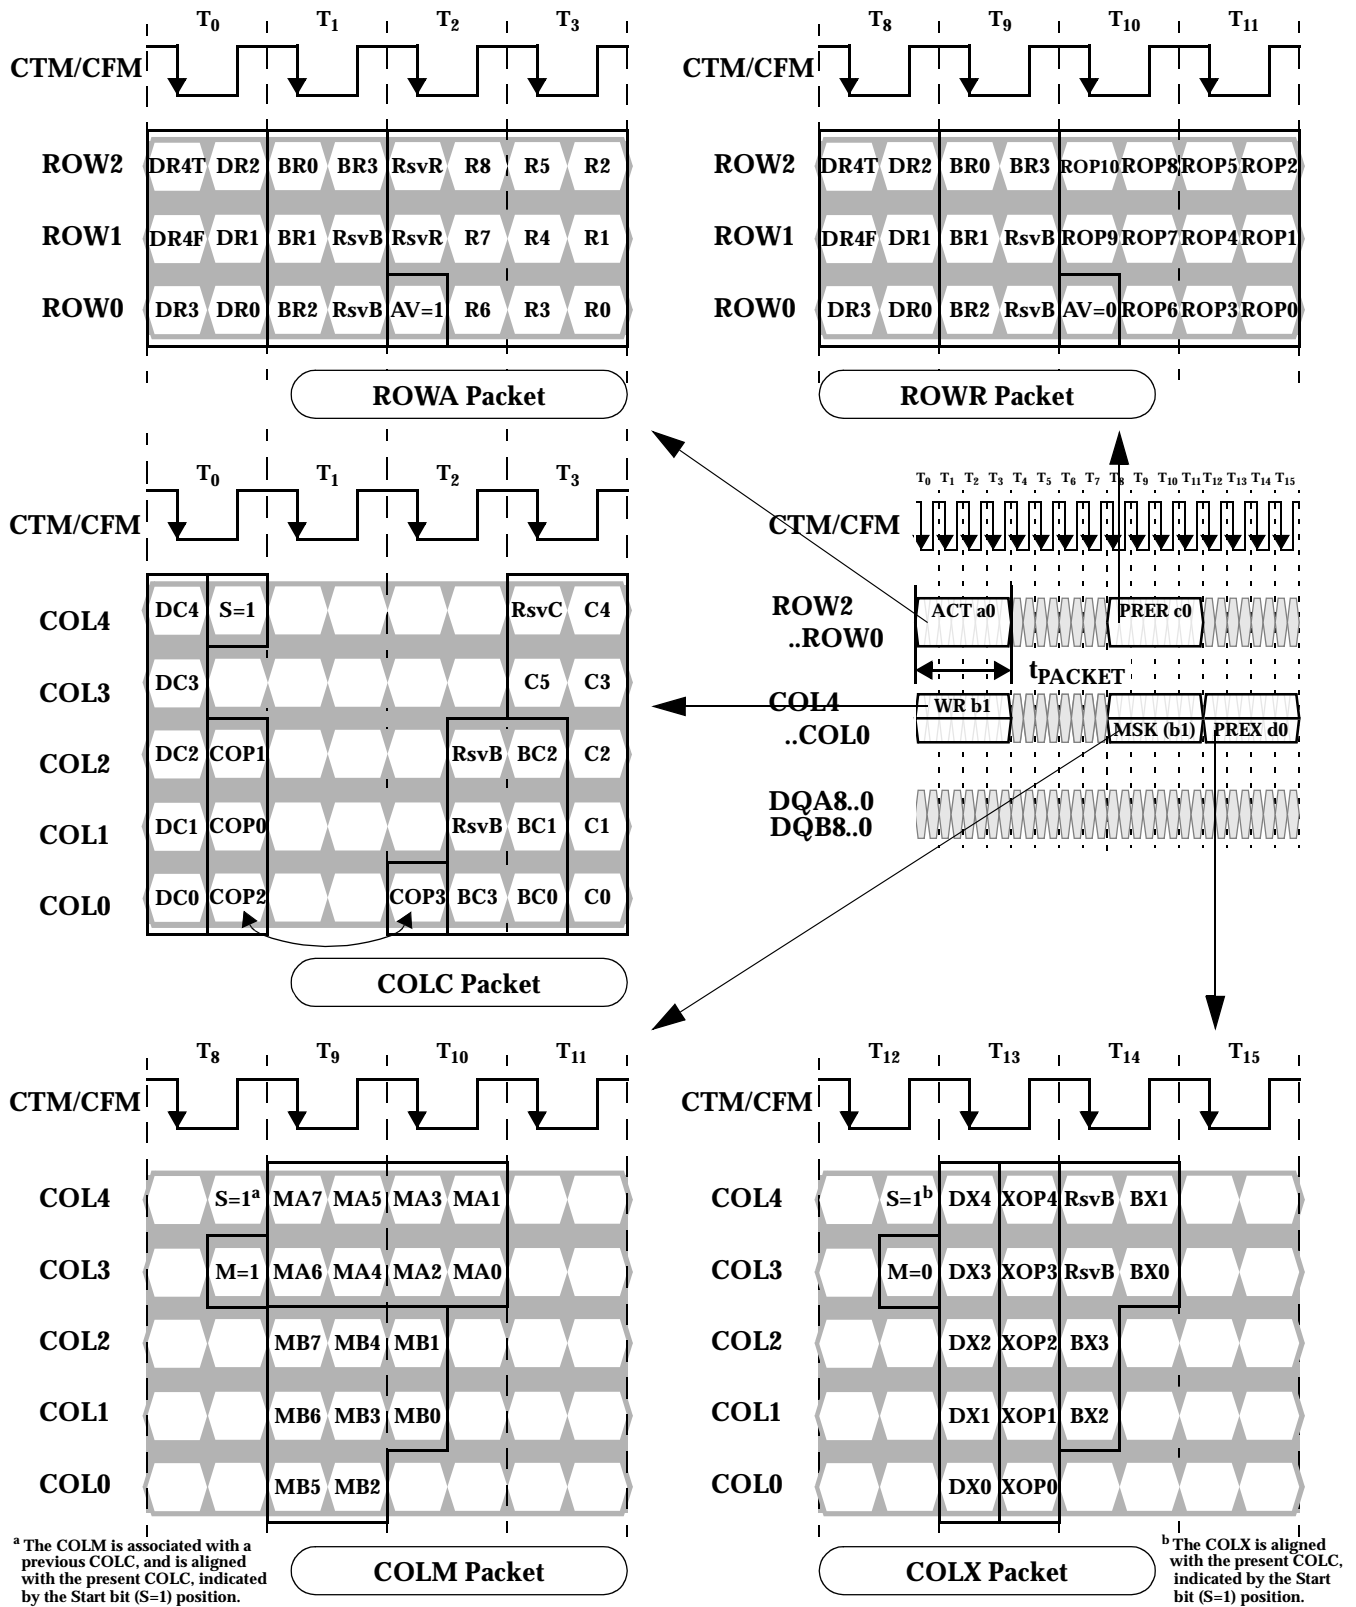 T0 T1 T2 T3
CTM/CFM
ROW2 DR4T DR2 BR0 BR3 RsvR R8 R5 R2
ROW1 DR4F DR1 BR1 RsvB RsvR R7 R4 R1
ROW0 DR3 DR0 BR2 RsvB AV=1 R6 R3 R0
ROWA Packet
T8 T9 T10 T11
CTM/CFM
ROW2 DR4T DR2 BR0 BR3 ROP10 ROP8 ROP5 ROP2
ROW1 DR4F DR1 BR1 RsvB ROP9 ROP7 ROP4 ROP1
ROW0 DR3 DR0 BR2 RsvB AV=0 ROP6 ROP3 ROP0
ROWR Packet
T0 T1 T2 T3
CTM/CFM
COL4 DC4 S=1 RsvC C4
COL3 DC3 C5 C3
COL2 DC2 COP1 RsvB BC2 C2
COL1 DC1 COP0 RsvB BC1 C1
COL0 DC0 COP2 COP3 BC3 BC0 C0
COLC Packet
T0 T1 T2 T3 T4 T5 T6 T7 T8 T9 T10 T11 T12 T13 T14 T15
CTM/CFM
ROW2 ACT a0 PRER c0
..ROW0
tPACKET
COL4 WR b1
..COL0 MSK (b1) PREX d0
DQA8..0
DQB8..0
T8 T9 T10 T11
CTM/CFM
COL4 S=1a MA7 MA5 MA3 MA1
COL3 M=1 MA6 MA4 MA2 MA0
COL2 MB7 MB4 MB1
COL1 MB6 MB3 MB0
COL0 MB5 MB2
a The COLM is associated with a
previous COLC, and is aligned
with the present COLC, indicated
by the Start bit (S=1) position.
COLM Packet
T12 T13 T14 T15
CTM/CFM
COL4 S=1b DX4 XOP4 RsvB BX1
COL3 M=0 DX3 XOP3 RsvB BX0
COL2 DX2 XOP2 BX3
COL1 DX1 XOP1 BX2
COL0 DX0 XOP0
COLX Packet
b The COLX is aligned
with the present COLC,
indicated by the Start
bit (S=1) position.